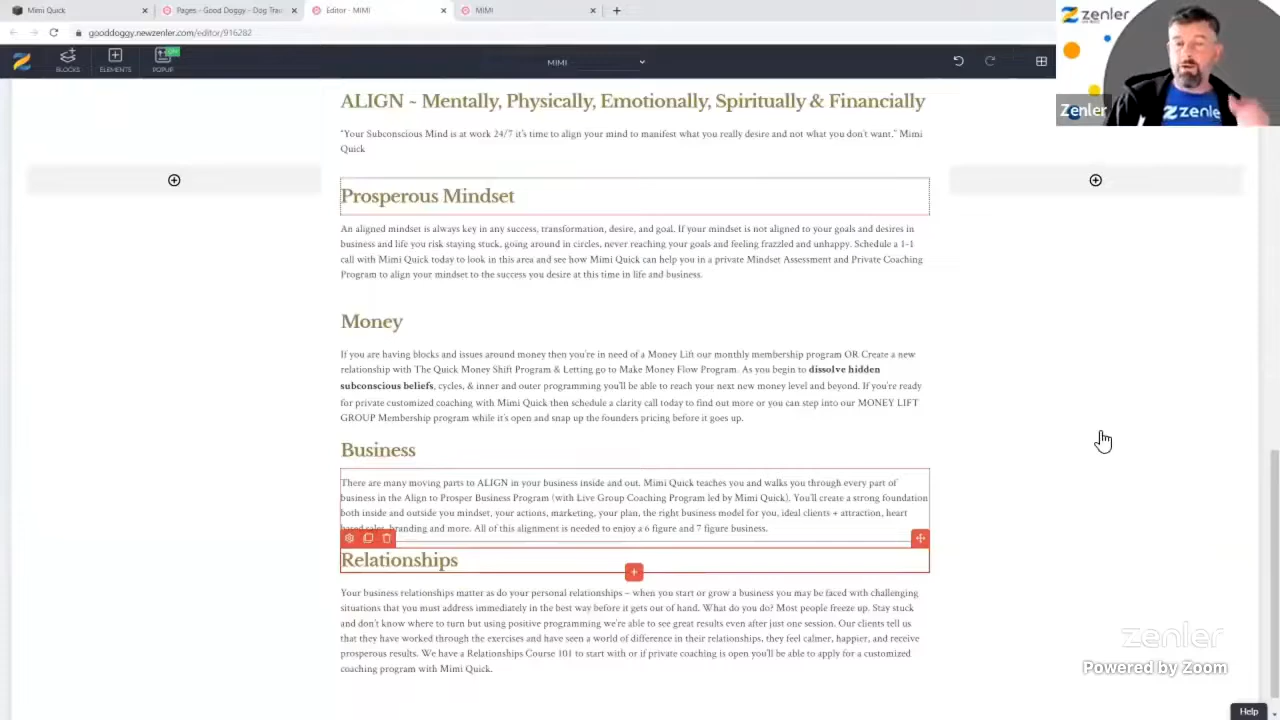 Mimi Quick
Pages - Good Doggy - Dog Tra
Editor - MIMI
MIMI
gooddoggy.newzenler.com/editor/916282
BLOCKS
ELEMENTS
POPUP
MIMI
zenler
Zenler
zenler
ALIGN ~ Mentally, Physically, Emotionally, Spiritually & Financially
“Your Subconscious Mind is at work 24/7 it’s time to align your mind to manifest what you really desire and not what you don’t want.” Mimi
Quick
Prosperous Mindset
An aligned mindset is always key in any success, transformation, desire, and goal. If your mindset is not aligned to your goals and desires in
business and life you risk staying stuck, going around in circles, never reaching your goals and feeling frazzled and unhappy. Schedule a 1-1
call with Mimi Quick today to look in this area and see how Mimi Quick can help you in a private Mindset Assessment and Private Coaching
Program to align your mindset to the success you desire at this time in life and business.
Money
If you are having blocks and issues around money then you’re in need of a Money Lift our monthly membership program OR Create a new
relationship with The Quick Money Shift Program & Letting go to Make Money Flow Program. As you begin to dissolve hidden
subconscious beliefs, cycles, & inner and outer programming you’ll be able to reach your next new money level and beyond. If you’re ready
for private customized coaching with Mimi Quick then schedule a clarity call today to find out more or you can step into our MONEY LIFT
GROUP Membership program while it’s open and snap up the founders pricing before it goes up.
Business
There are many moving parts to ALIGN in your business inside and out. Mimi Quick teaches you and walks you through every part of
business in the Align to Prosper Business Program (with Live Group Coaching Program led by Mimi Quick). You’ll create a strong foundation
both inside and outside you mindset, your actions, marketing, your plan, the right business model for you, ideal clients + attraction, heart
based sales, branding and more. All of this alignment is needed to enjoy a 6 figure and 7 figure business.
Relationships
Your business relationships matter as do your personal relationships – when you start or grow a business you may be faced with challenging
situations that you must address immediately in the best way before it gets out of hand. What do you do? Most people freeze up. Stay stuck
and don’t know where to turn but using positive programming we’re able to see great results even after just one session. Our clients tell us
that they have worked through the exercises and have seen a world of difference in their relationships, they feel calmer, happier, and receive
prosperous results. We have a Relationships Course 101 to start with or if private coaching is open you’ll be able to apply for a customized
coaching program with Mimi Quick.
zenler
Powered by Zoom
Help